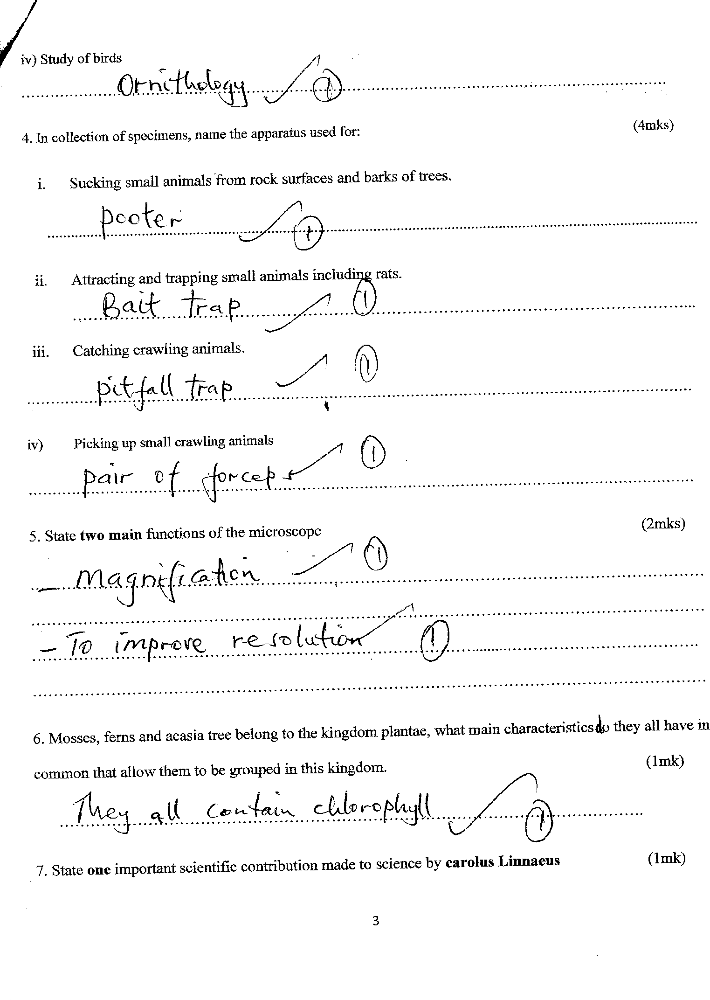 iv) Study of birds
Ornithology ✓ ①
4. In collection of specimens, name the apparatus used for: (4mks)
i. Sucking small animals from rock surfaces and barks of trees.
pooter ✓ ①
ii. Attracting and trapping small animals including rats.
Bait trap ✓ ①
iii. Catching crawling animals.
pitfall trap ✓ ①
iv) Picking up small crawling animals
pair of forceps ✓ ①
5. State two main functions of the microscope (2mks)
- Magnification ✓ ①
- To improve resolution ✓ ①
6. Mosses, ferns and acasia tree belong to the kingdom plantae, what main characteristics do they all have in
common that allow them to be grouped in this kingdom. (1mk)
They all contain chlorophyll ✓ ①
7. State one important scientific contribution made to science by carolus Linnaeus (1mk)
3